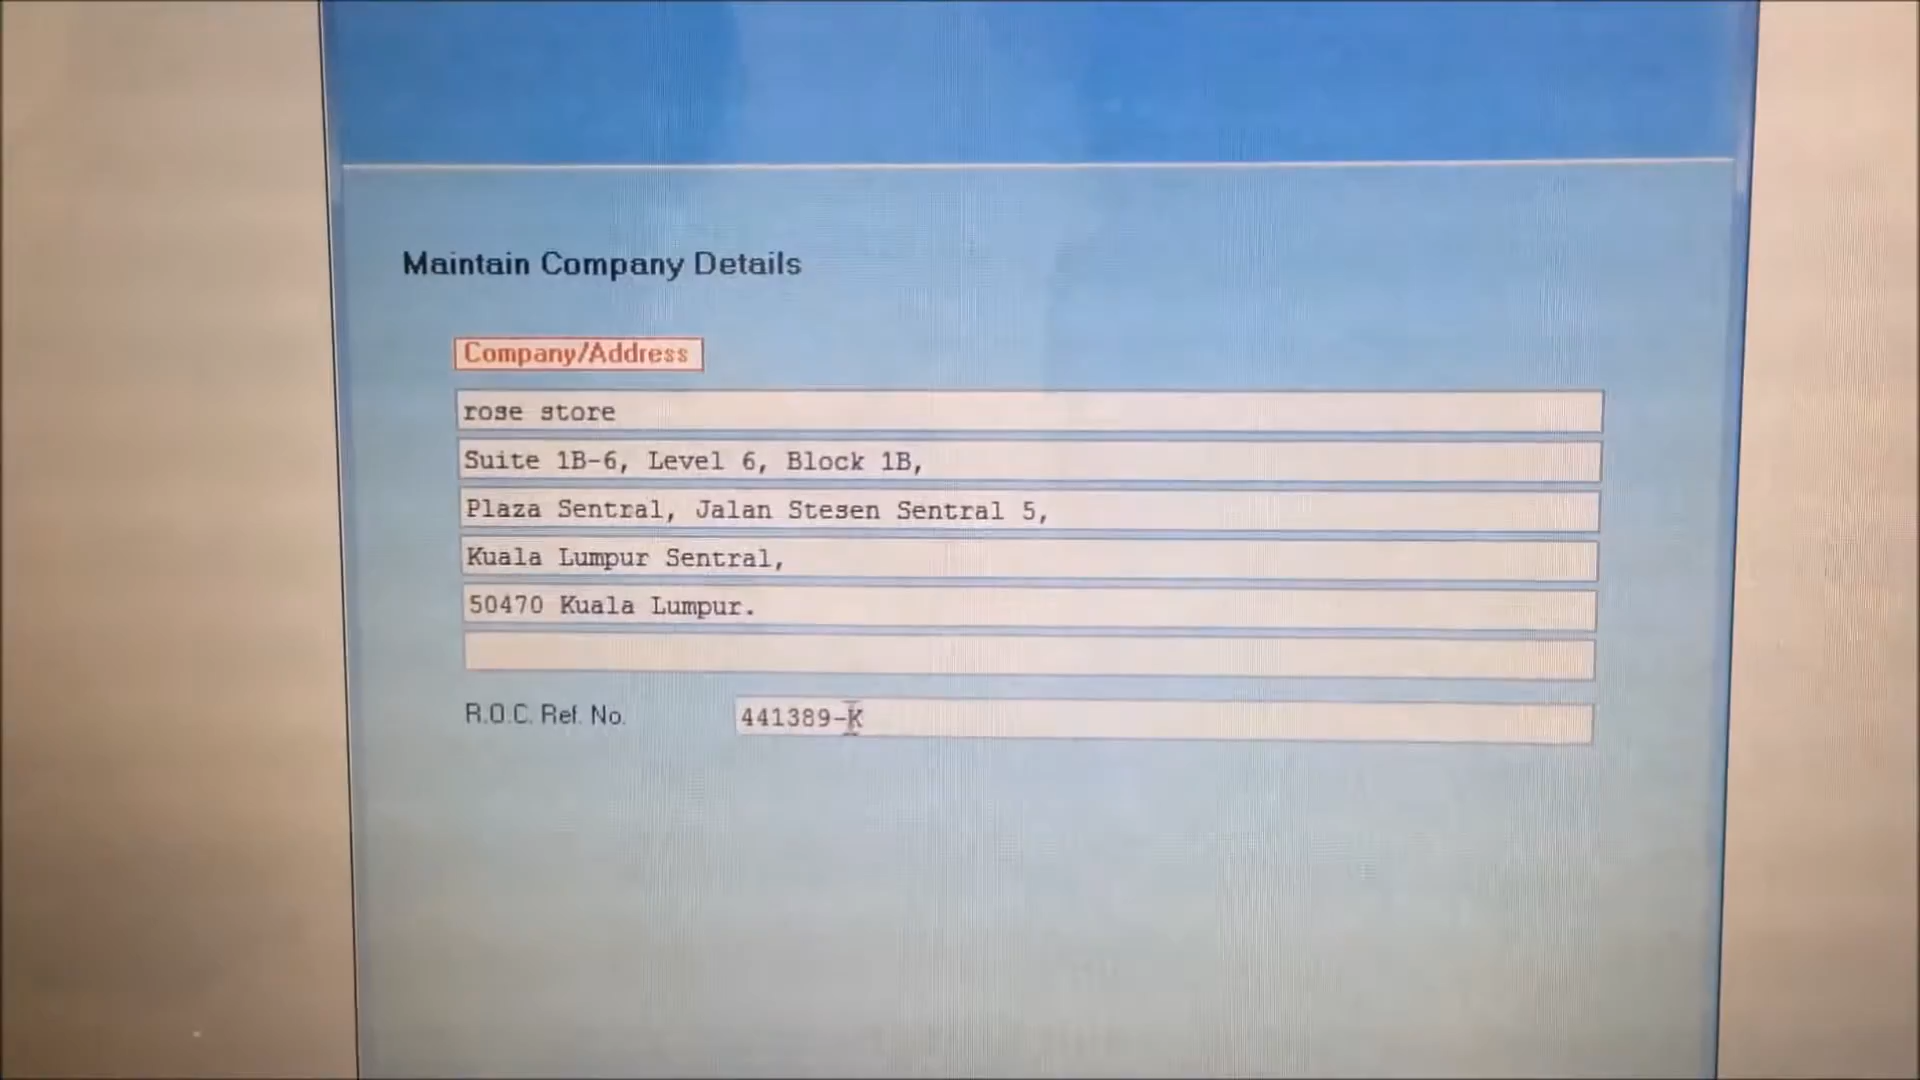 Maintain Company Details
Company/Address
rose store
Suite 1B-6, Level 6, Block 1B,
Plaza Sentral, Jalan Stesen Sentral 5,
Kuala Lumpur Sentral,
50470 Kuala Lumpur.
R.O.C. Ref. No. 441389-K